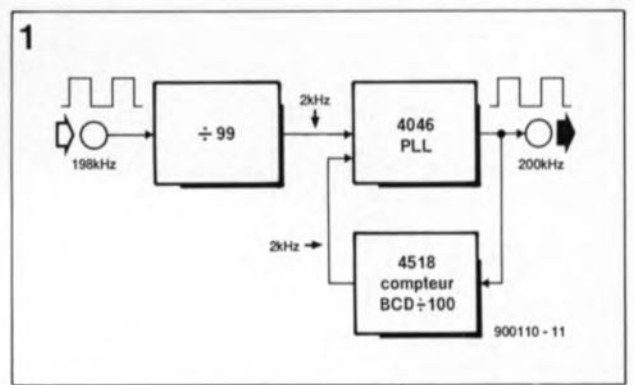 1
2kHz
÷ 99
4046
PLL
198kHz
200kHz
2kHz
4518
compteur
BCD÷100
900110 - 11